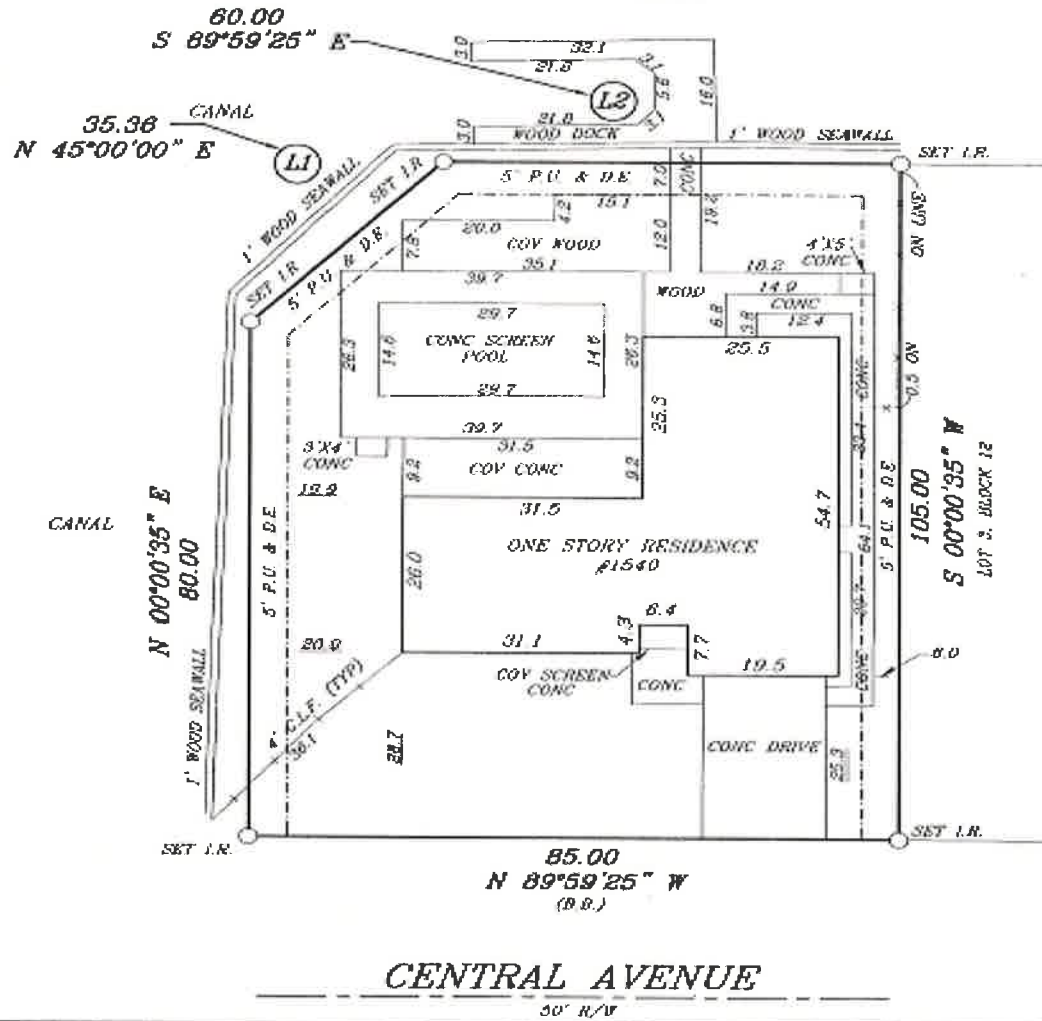 60.00
S 89°59'25" E
3.0
32.1
21.8
3.1
5.6
16.0
L2
21.8
3.0
WOOD DOCK
1' WOOD SEAWALL
CANAL
35.36
N 45°00'00" E
L1
SET I.R.
1' WOOD SEAWALL
SET I.R.
SET I.R.
5' P.U. & D.E.
5' P.U. & D.E.
7.0
CONC
15.1
4.2
12.0
20.0
7.8
COV WOOD
35.1
39.7
ON LINE
4'X5'
CONC
18.2
14.9
WOOD
CONC
6.8
3.8
12.4
29.7
CONC SCREEN
POOL
26.3
14.6
14.6
26.3
29.7
25.5
25.3
CONC
0.5 ON
39.7
3'X4'
CONC
31.5
9.2
COV CONC
9.2
19.9
31.5
CANAL
N 00°00'35" E
80.00
5' P.U. & D.E.
26.0
ONE STORY RESIDENCE
#1540
54.7
64.1
5' P.U. & D.E.
105.00
S 00°00'35" W
LOT 3, BLOCK 12
20.9
31.1
4.3
6.4
7.7
19.5
CONC
6.0
COV SCREEN
CONC
CONC
1' WOOD SEAWALL
4' C.L.F. (TYP)
36.1
28.7
CONC DRIVE
25.3
SET I.R.
SET I.R.
85.00
N 89°59'25" W
(B.B.)
CENTRAL AVENUE
50' R/W